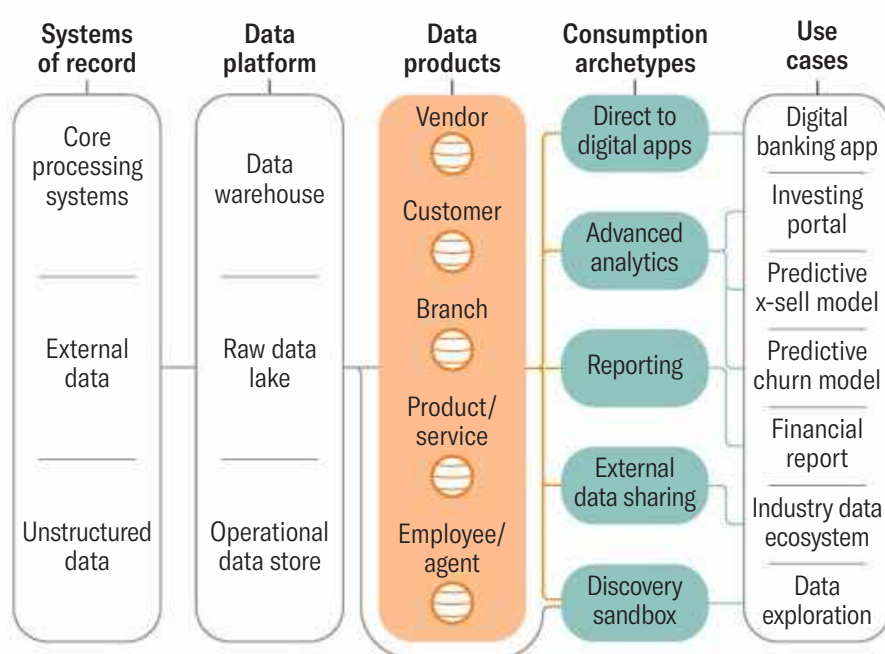 Systems
of record
Data
platform
Data
products
Consumption
archetypes
Use
cases
Core
processing
systems
External
data
Unstructured
data
Data
warehouse
Raw data
lake
Operational
data store
Vendor
Customer
Branch
Product/
service
Employee/
agent
Direct to
digital apps
Advanced
analytics
Reporting
External
data sharing
Discovery
sandbox
Digital
banking app
Investing
portal
Predictive
x-sell model
Predictive
churn model
Financial
report
Industry data
ecosystem
Data
exploration